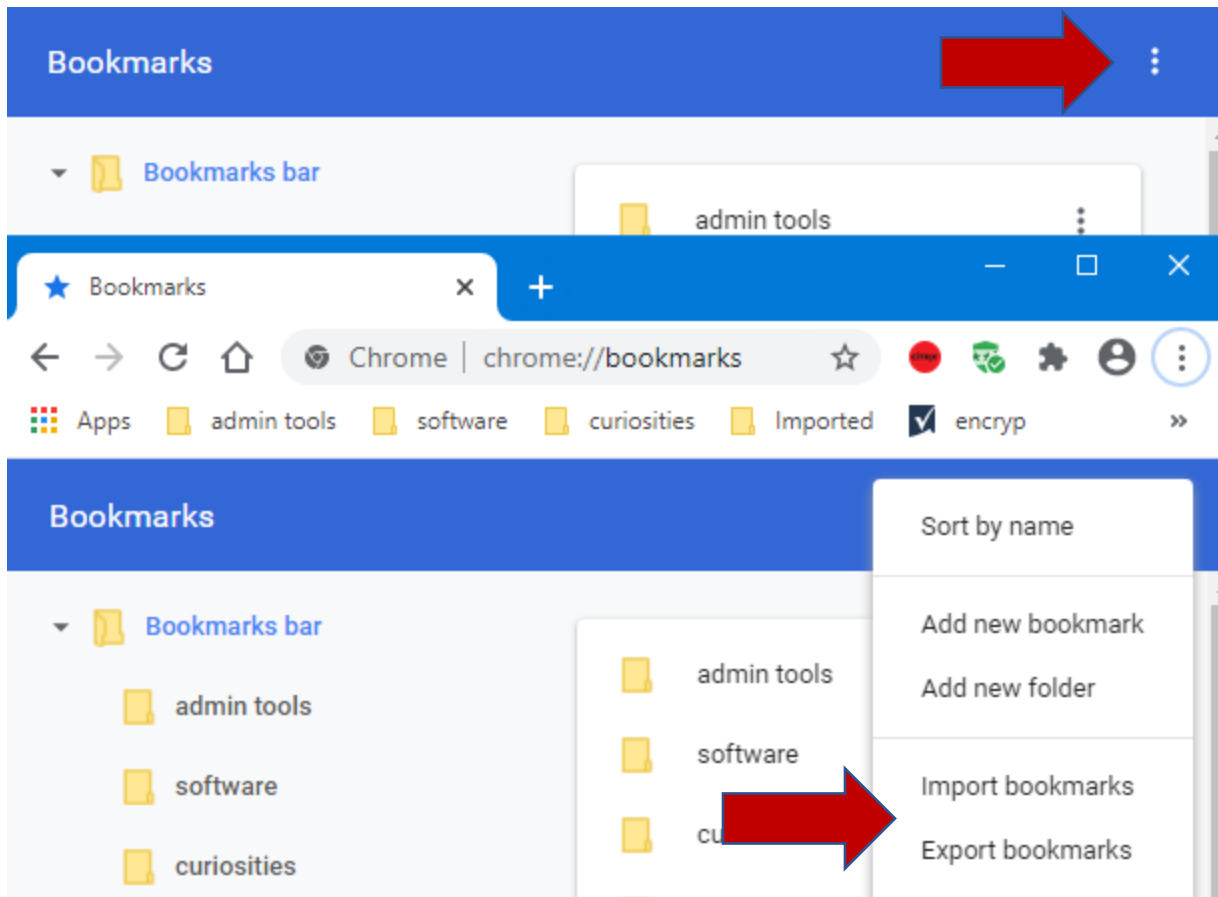 Bookmarks
Bookmarks bar
admin tools
Bookmarks
Chrome | chrome://bookmarks
Apps admin tools software curiosities Imported encryp »
Bookmarks
Sort by name
Bookmarks bar
Add new bookmark
admin tools
Add new folder
admin tools
software
software
Import bookmarks
cu
Export bookmarks
curiosities